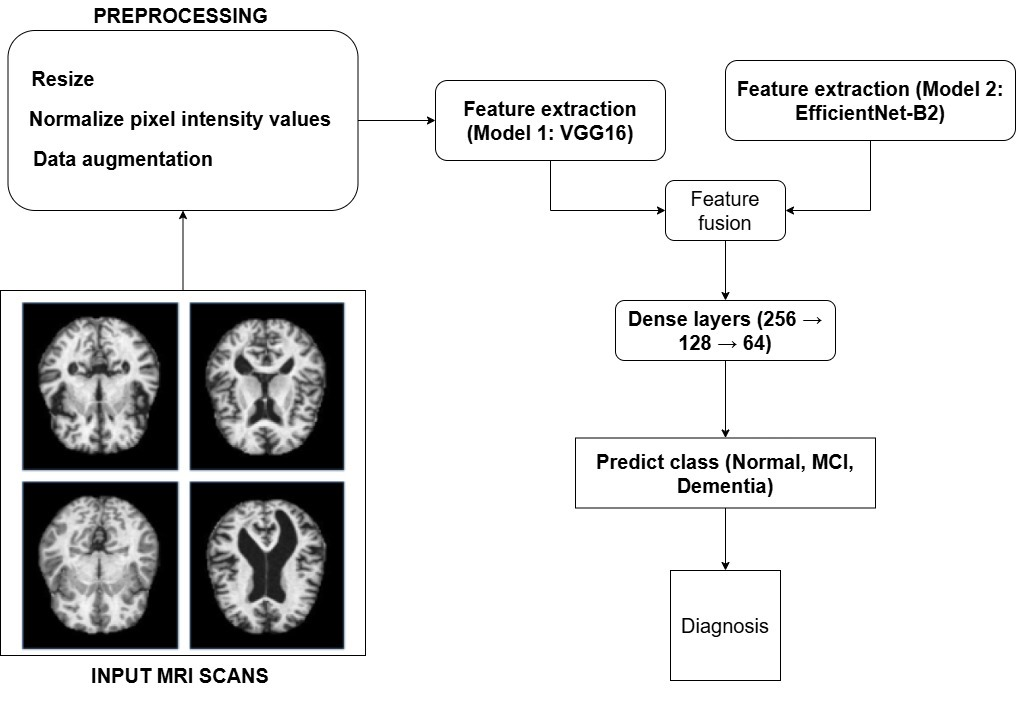 PREPROCESSING
Resize
Normalize pixel intensity values
Data augmentation
Feature extraction
(Model 1: VGG16)
Feature extraction (Model 2:
EfficientNet-B2)
Feature
fusion
Dense layers (256 →
128 → 64)
Predict class (Normal, MCI,
Dementia)
Diagnosis
INPUT MRI SCANS